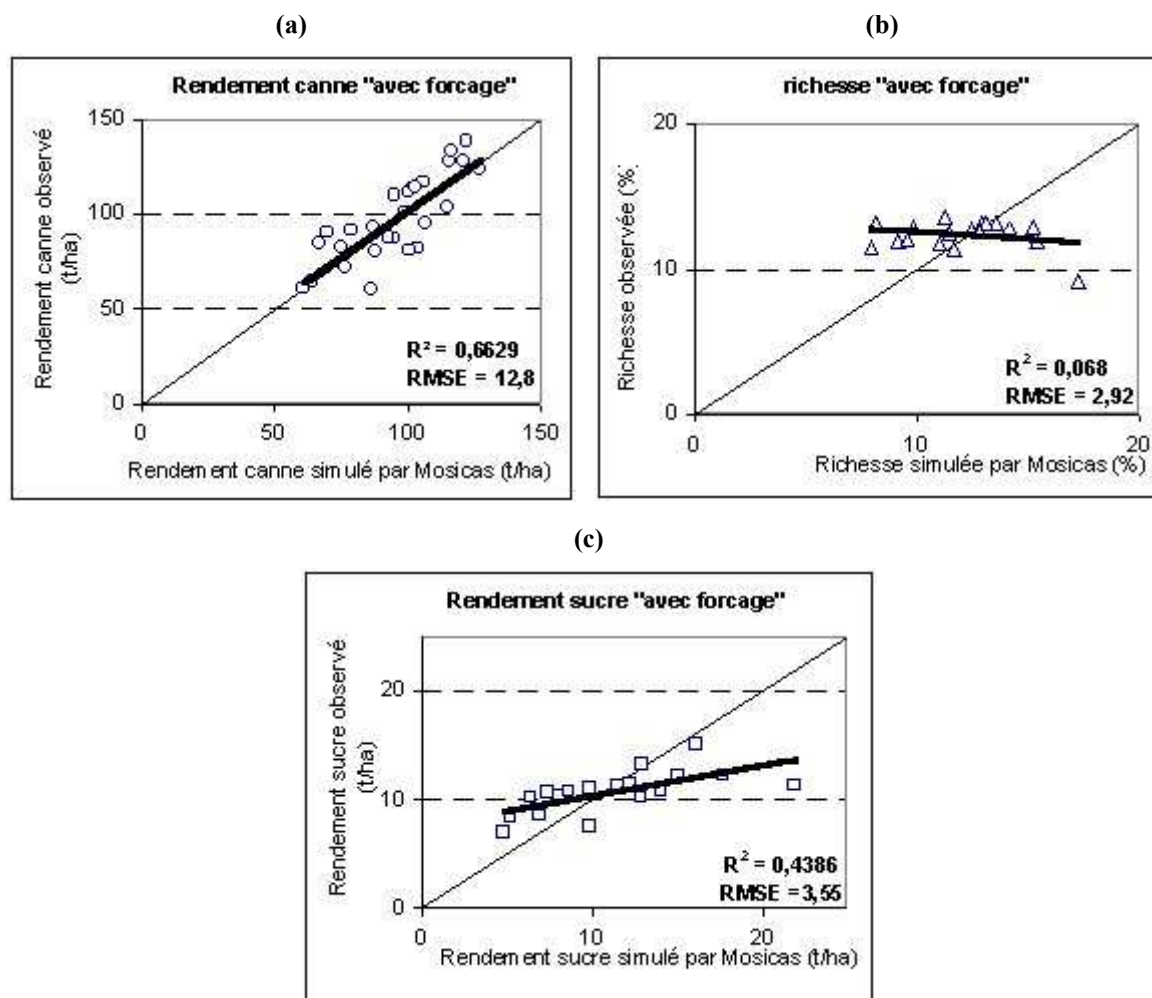 (a)
Rendement canne "avec forcage"
Rendement canne observé
(t/ha)
150
100
50
0
0
50
100
150
R² = 0,6629
RMSE = 12,8
Rendement canne simulé par Mosicas (t/ha)
(b)
richesse "avec forcage"
Richesse observée (%)
20
10
0
0
10
20
R² = 0,068
RMSE = 2,92
Richesse simulée par Mosicas (%)
(c)
Rendement sucre "avec forcage"
Rendement sucre observé
(t/ha)
20
10
0
0
10
20
R² = 0,4386
RMSE =3,55
Rendement sucre simulé par Mosicas (t/ha)